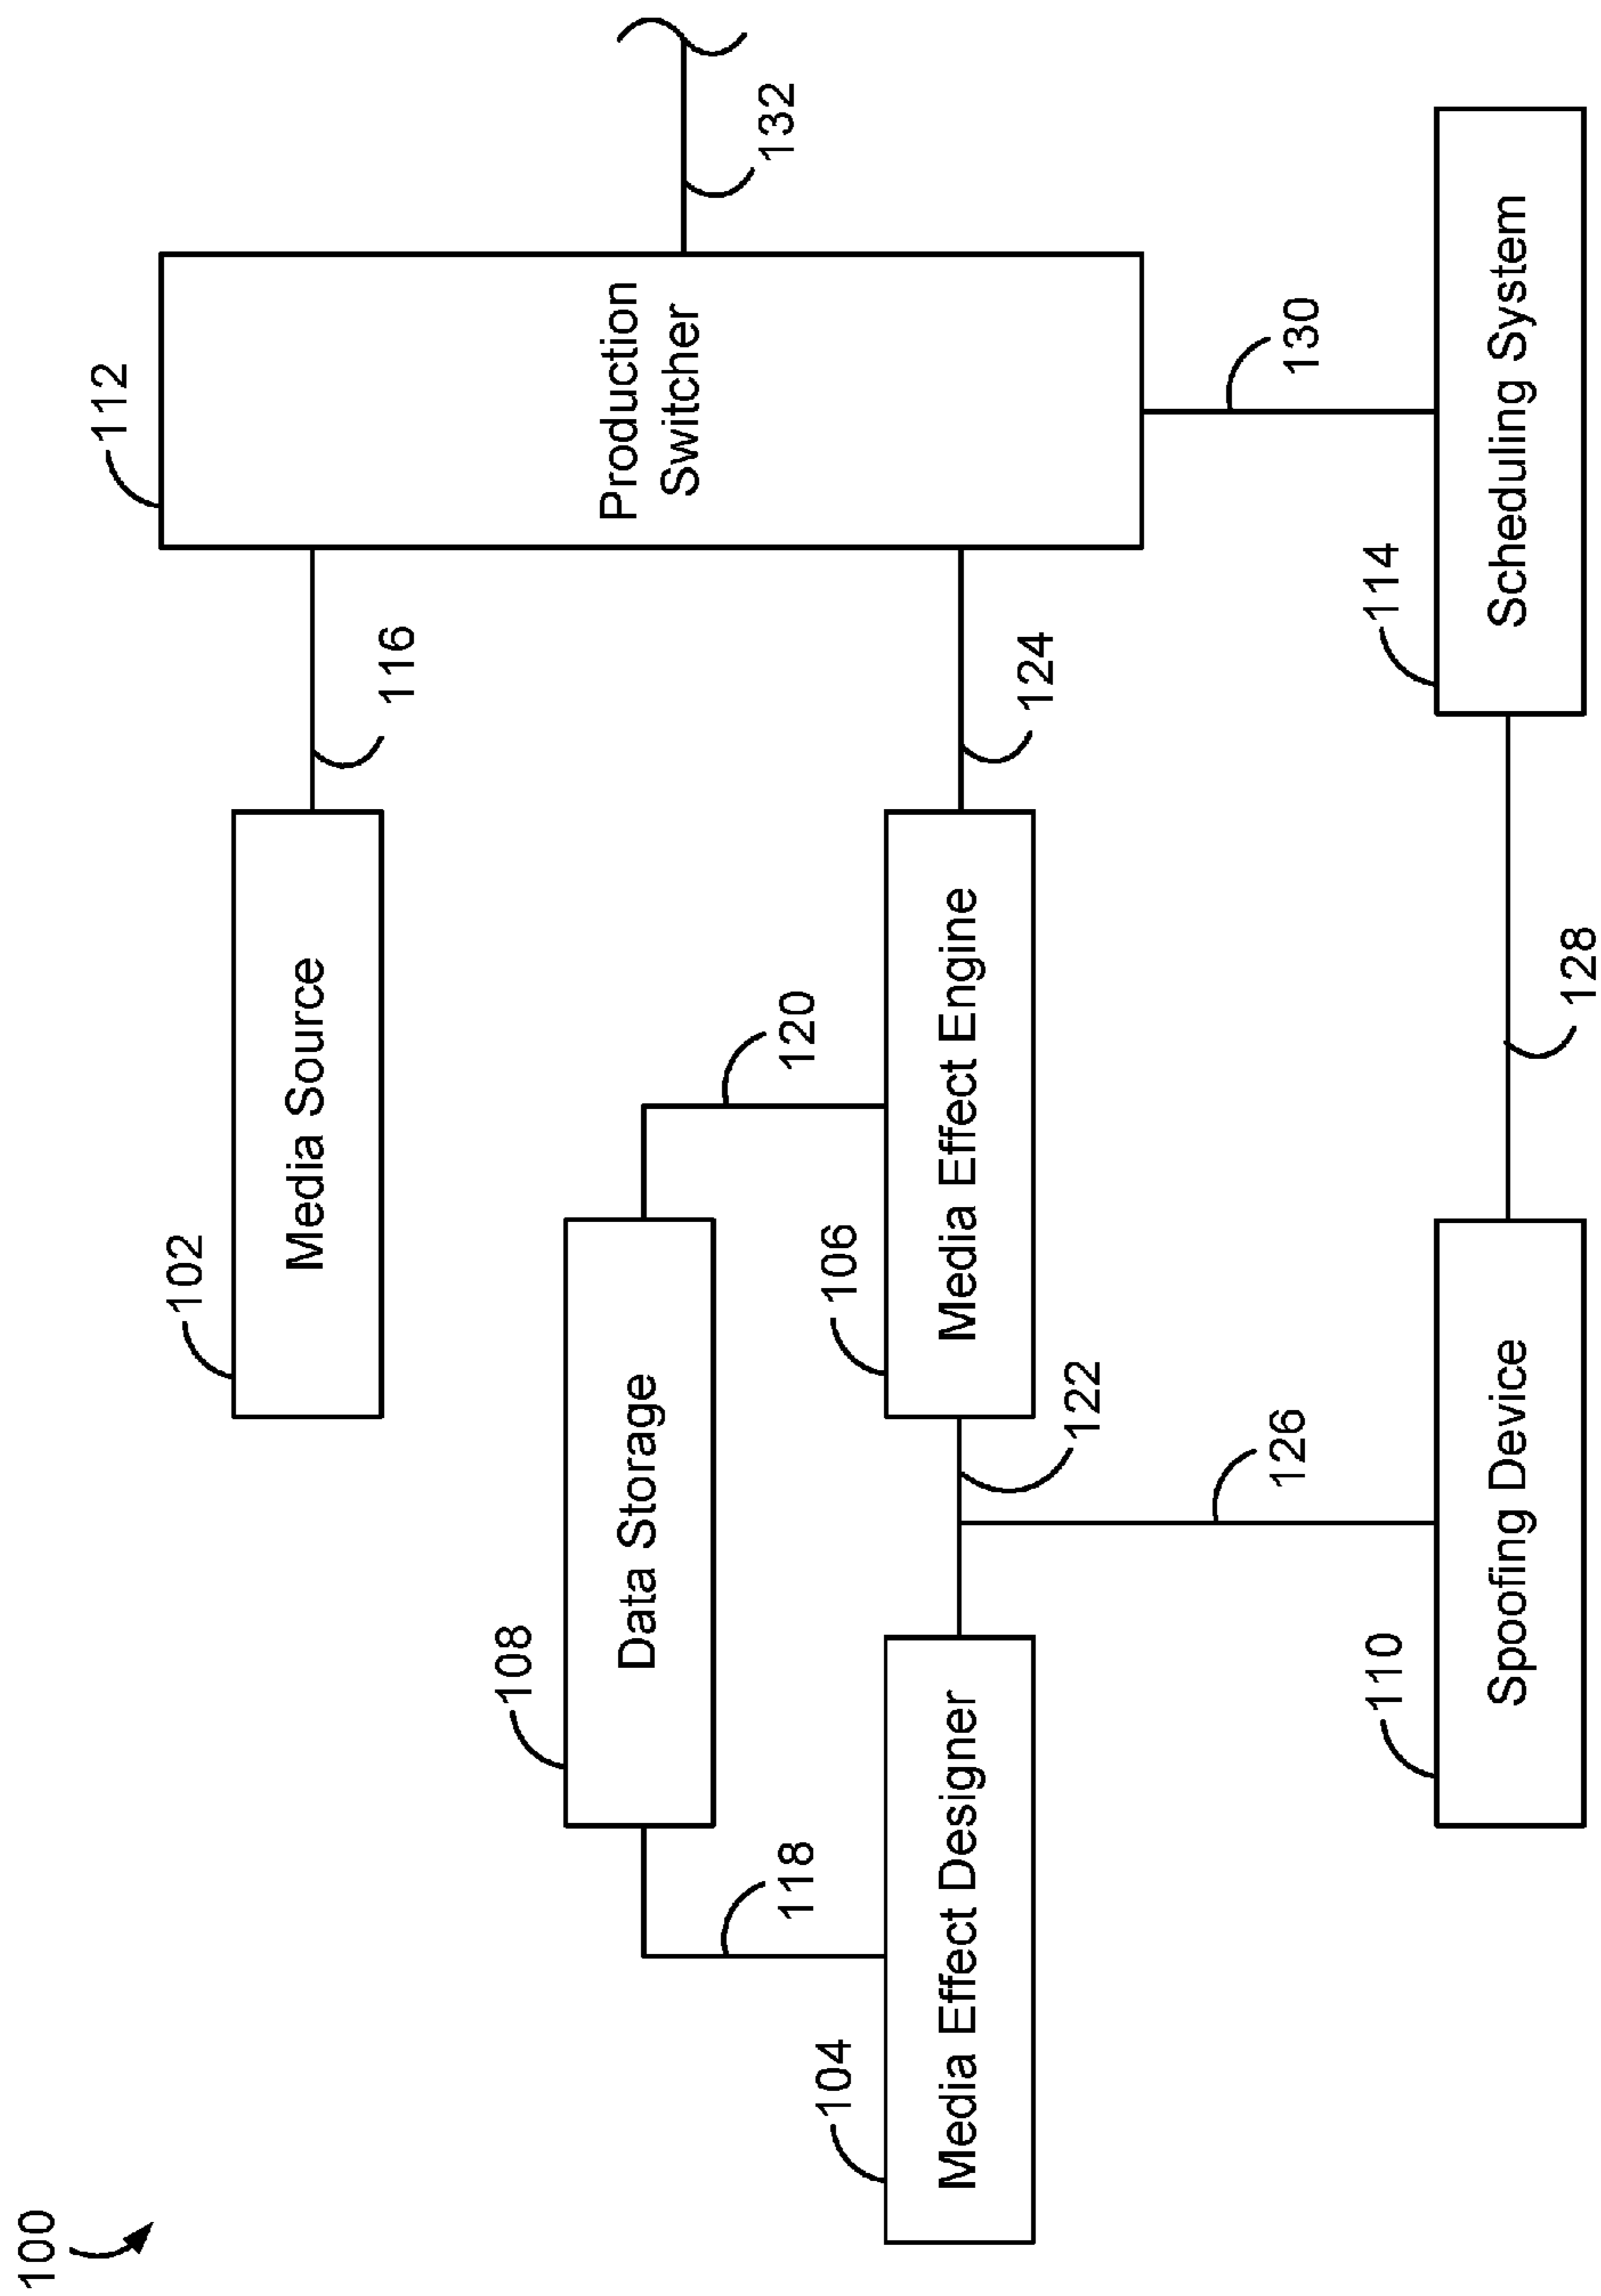 100
102
Media Source
116
112
Production
Switcher
132
108
Data Storage
118
120
104
Media Effect Designer
106
Media Effect Engine
122
124
126
130
110
Spoofing Device
128
114
Scheduling System